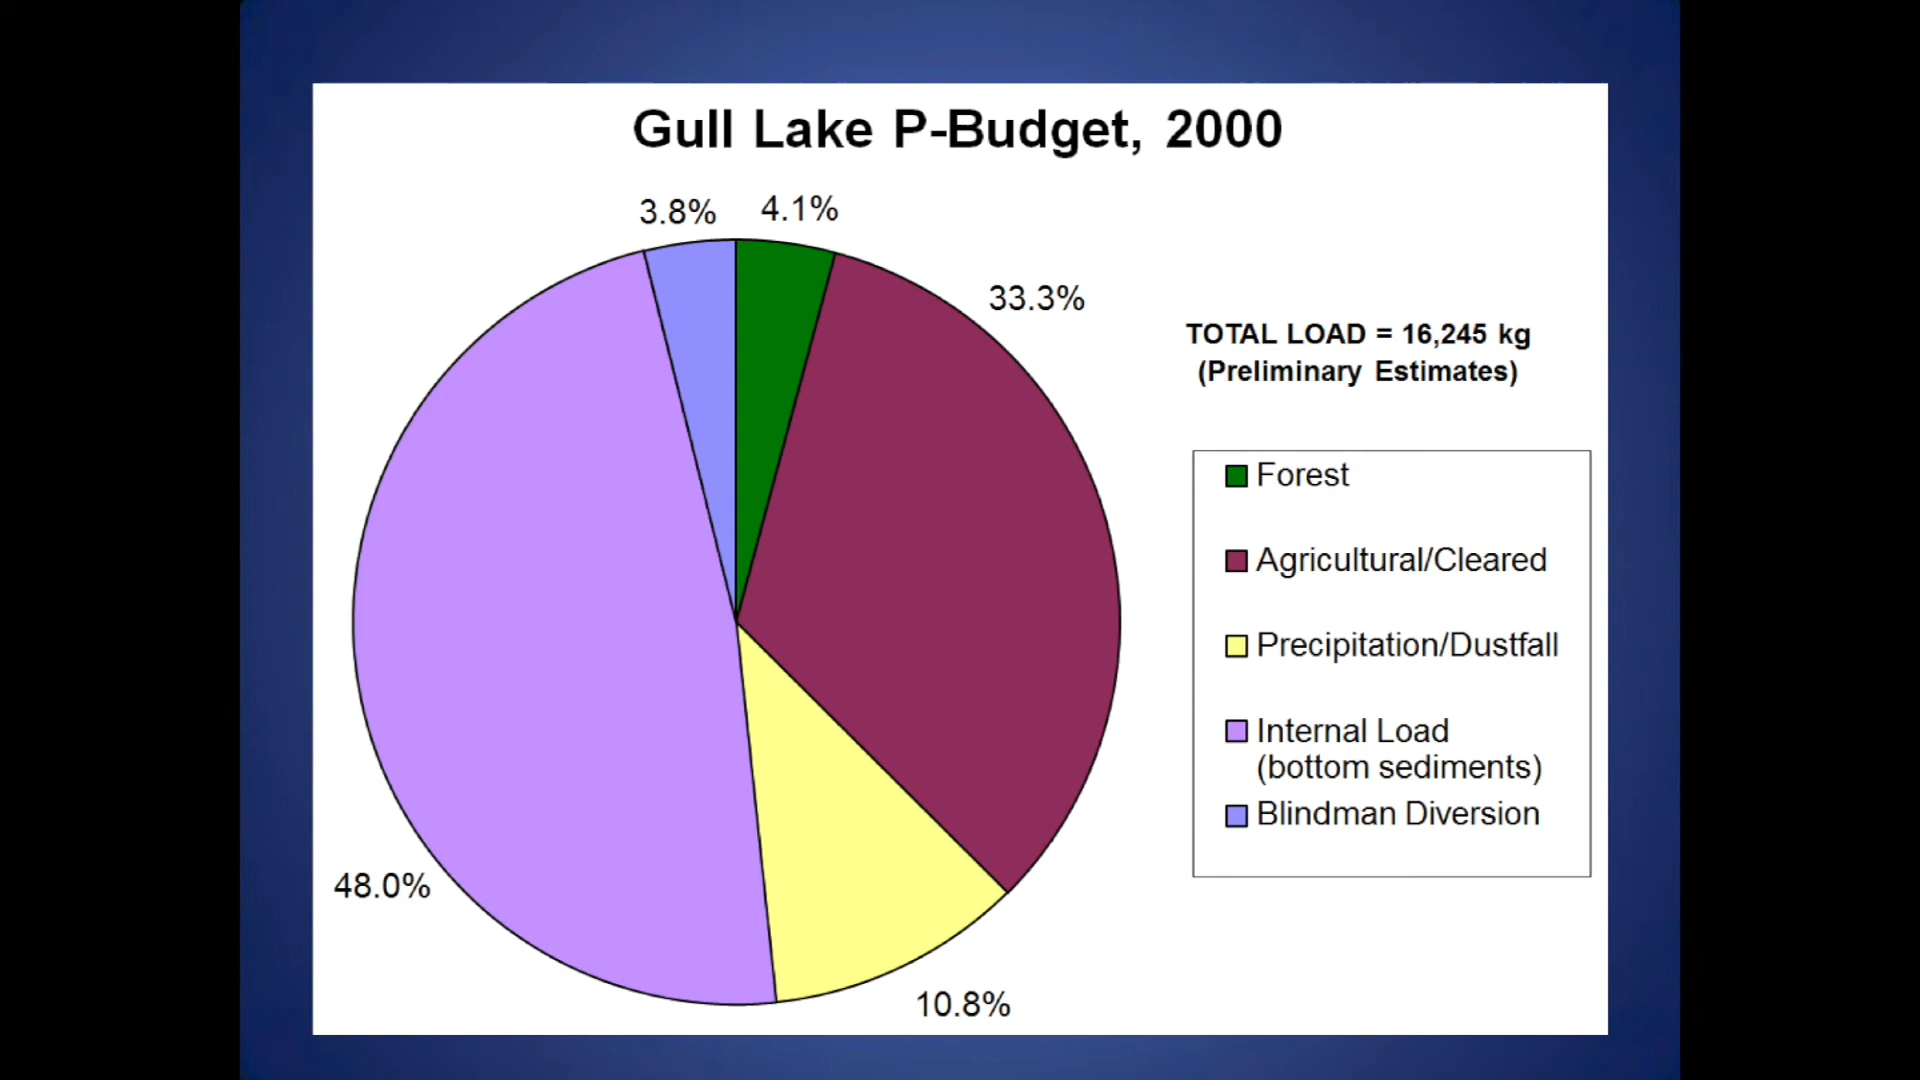 Gull Lake P-Budget, 2000
3.8%
4.1%
33.3%
TOTAL LOAD = 16,245 kg
(Preliminary Estimates)
Forest
Agricultural/Cleared
Precipitation/Dustfall
Internal Load
(bottom sediments)
Blindman Diversion
48.0%
10.8%